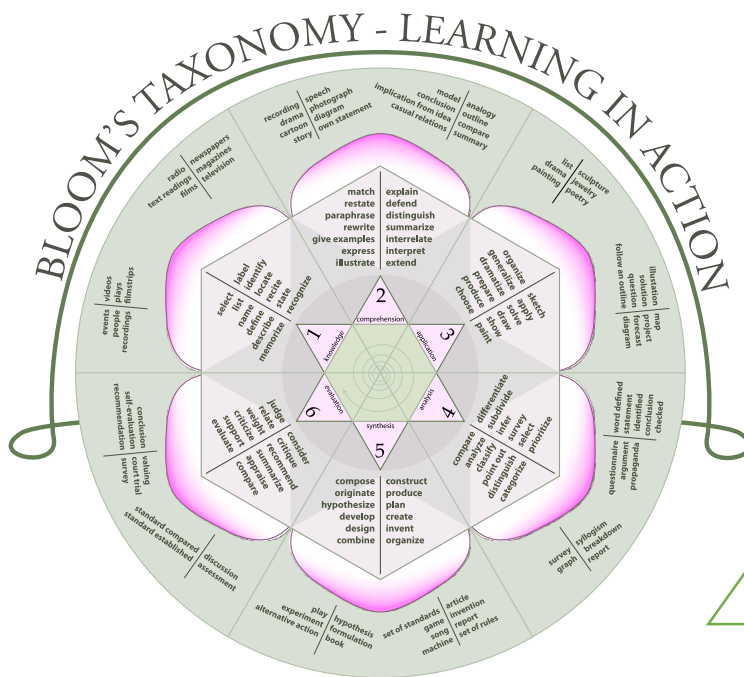 BLOOM'S TAXONOMY - LEARNING IN ACTION
1
knowledge
select
list
name
define
describe
memorize
label
identify
locate
recite
state
recognize
events
people
recordings
videos
plays
filmstrips
radio
text readings
films
newspapers
magazines
television
2
comprehension
match
restate
paraphrase
rewrite
give examples
express
illustrate
explain
defend
distinguish
summarize
interrelate
interpret
extend
recording
drama
cartoon
story
speech
photograph
diagram
own statement
model
conclusion
implication from idea
casual relations
analogy
outline
compare
summary
3
application
organize
generalize
dramatize
prepare
produce
choose
sketch
apply
solve
draw
show
paint
list
drama
painting
sculpture
jewelry
poetry
illustation
solution
question
follow an outline
map
project
forecast
diagram
4
analysis
compare
analyze
classify
point out
distinguish
categorize
differentiate
subdivide
infer
survey
select
prioritize
questionnaire
argument
propaganda
word defined
statement
identified
conclusion
checked
survey
graph
syllogism
breakdown
report
5
synthesis
compose
originate
hypothesize
develop
design
combine
construct
produce
plan
create
invent
organize
set of standards
game
song
machine
article
invention
report
set of rules
play
experiment
alternative action
hypothesis
formulation
book
6
evaluation
judge
relate
weight
criticize
support
evaluate
consider
critique
recommend
summarize
appraise
compare
standard compared
standard established
discussion
assessment
conclusion
self-evaluation
recommendation
valuing
court trial
survey